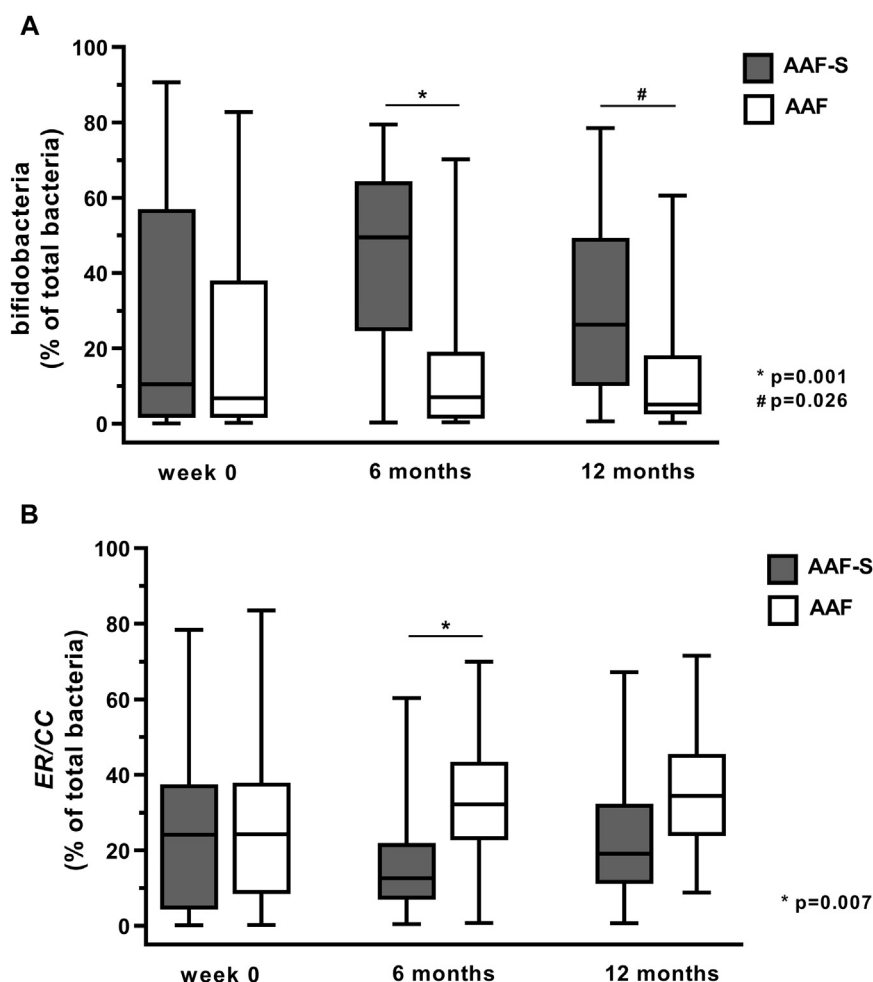 A
100
80
60
40
20
0
bifidobacteria
(% of total bacteria)
*
#
AAF-S
AAF
* p=0.001
# p=0.026
week 0
6 months
12 months
B
100
80
60
40
20
0
ER/CC
(% of total bacteria)
*
AAF-S
AAF
* p=0.007
week 0
6 months
12 months